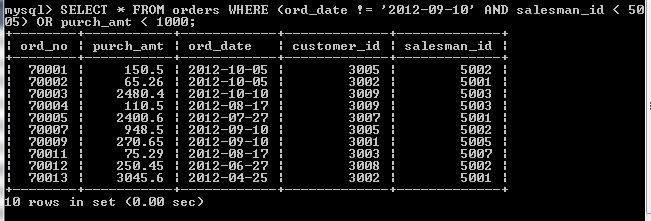 mysql> SELECT * FROM orders WHERE (ord_date != '2012-09-10' AND salesman_id < 50
05) OR purch_amt < 1000;
+--------+-----------+------------+-------------+-------------+
| ord_no | purch_amt | ord_date | customer_id | salesman_id |
+--------+-----------+------------+-------------+-------------+
| 70001 | 150.5 | 2012-10-05 | 3005 | 5002 |
| 70002 | 65.26 | 2012-10-05 | 3002 | 5001 |
| 70003 | 2480.4 | 2012-10-10 | 3009 | 5003 |
| 70004 | 110.5 | 2012-08-17 | 3009 | 5003 |
| 70005 | 2400.6 | 2012-07-27 | 3007 | 5001 |
| 70007 | 948.5 | 2012-09-10 | 3005 | 5002 |
| 70009 | 270.65 | 2012-09-10 | 3001 | 5005 |
| 70011 | 75.29 | 2012-08-17 | 3003 | 5007 |
| 70012 | 250.45 | 2012-06-27 | 3008 | 5002 |
| 70013 | 3045.6 | 2012-04-25 | 3002 | 5001 |
+--------+-----------+------------+-------------+-------------+
10 rows in set (0.00 sec)